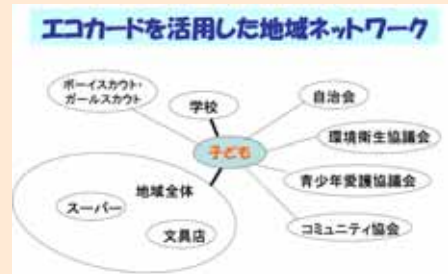 エコカードを活用した地域ネットワーク
ボーイスカウト・
ガールスカウト
学校
自治会
子ども
環境衛生協議会
青少年愛護協議会
コミュニティ協会
地域全体
スーパー
文具店